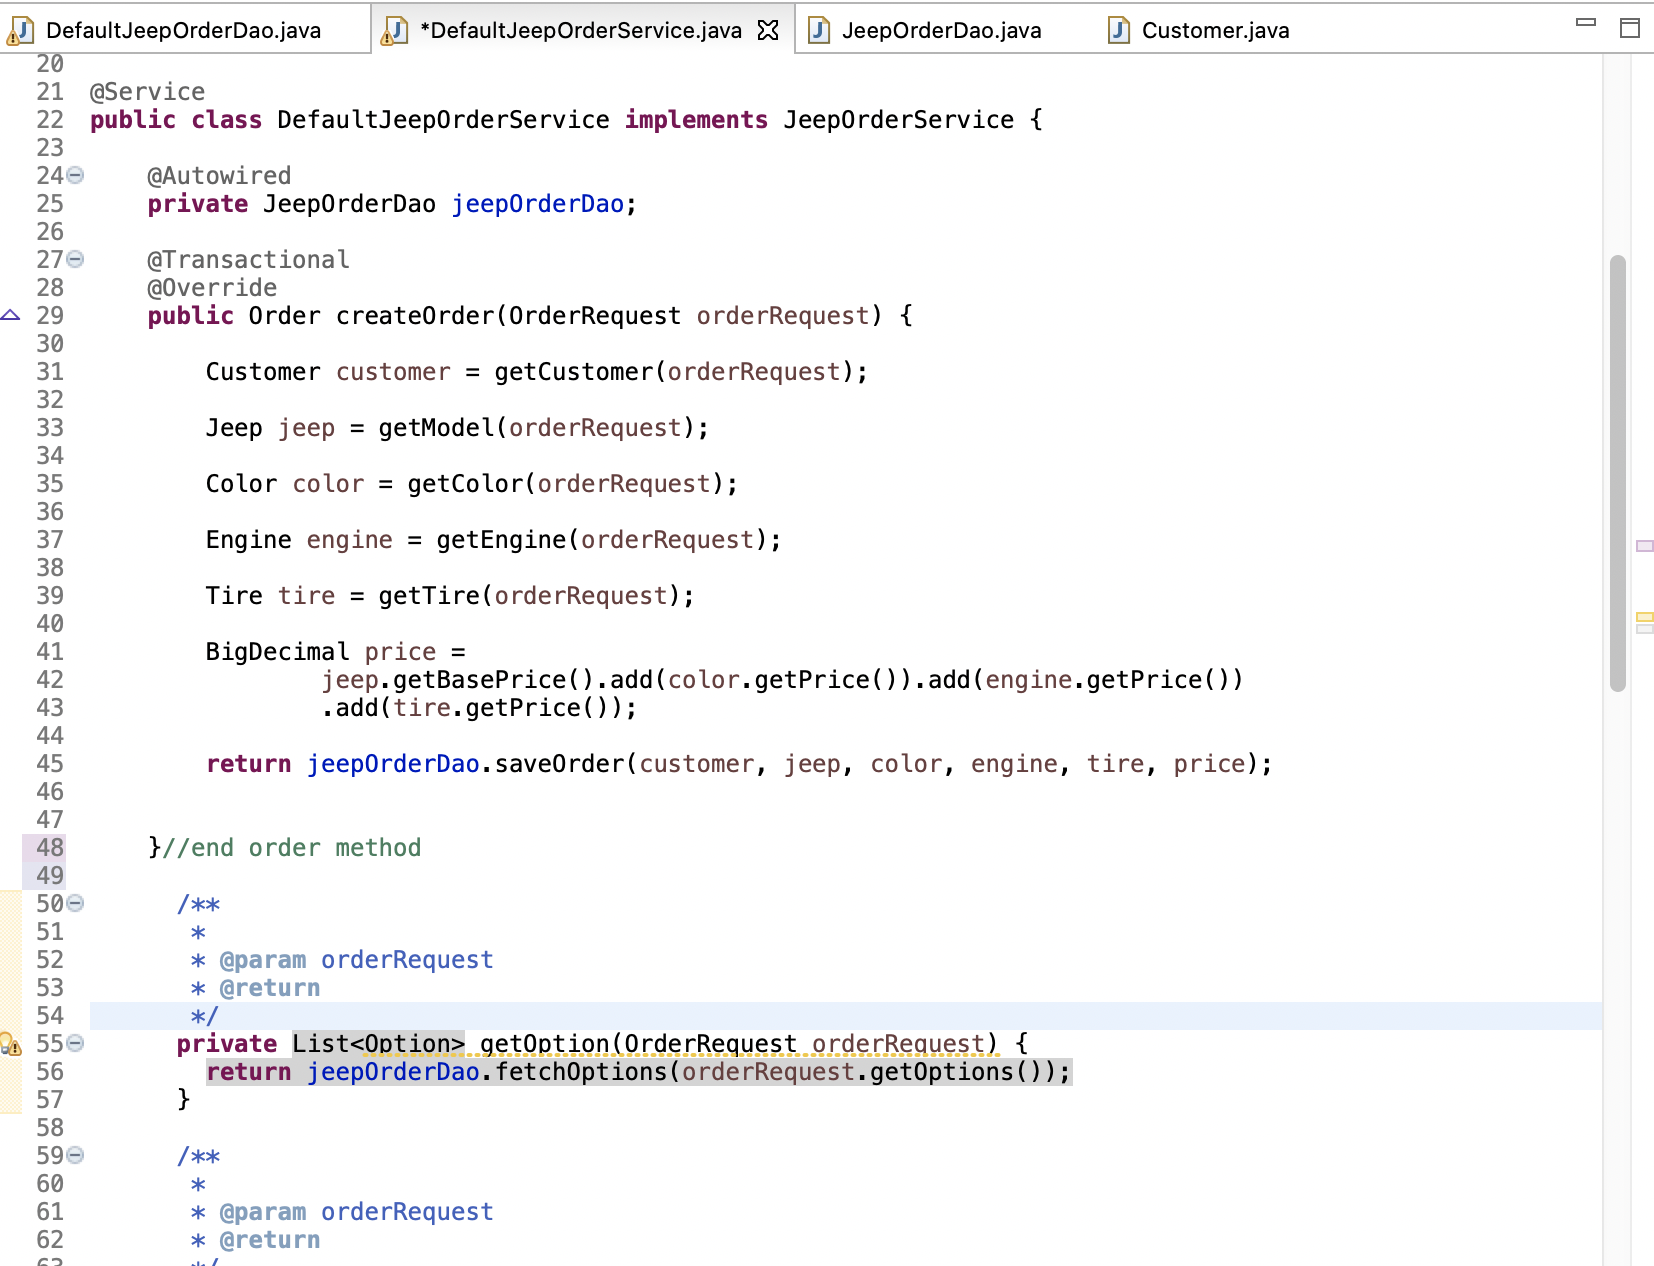 DefaultJeepOrderDao.java *DefaultJeepOrderService.java JeepOrderDao.java Customer.java
20
21 @Service
22 public class DefaultJeepOrderService implements JeepOrderService {
23
24 @Autowired
25 private JeepOrderDao jeepOrderDao;
26
27 @Transactional
28 @Override
29 public Order createOrder(OrderRequest orderRequest) {
30
31 Customer customer = getCustomer(orderRequest);
32
33 Jeep jeep = getModel(orderRequest);
34
35 Color color = getColor(orderRequest);
36
37 Engine engine = getEngine(orderRequest);
38
39 Tire tire = getTire(orderRequest);
40
41 BigDecimal price =
42 jeep.getBasePrice().add(color.getPrice()).add(engine.getPrice())
43 .add(tire.getPrice());
44
45 return jeepOrderDao.saveOrder(customer, jeep, color, engine, tire, price);
46
47
48 }//end order method
49
50 /**
51 *
52 * @param orderRequest
53 * @return
54 */
55 private List<Option> getOption(OrderRequest orderRequest) {
56 return jeepOrderDao.fetchOptions(orderRequest.getOptions());
57 }
58
59 /**
60 *
61 * @param orderRequest
62 * @return
63 */